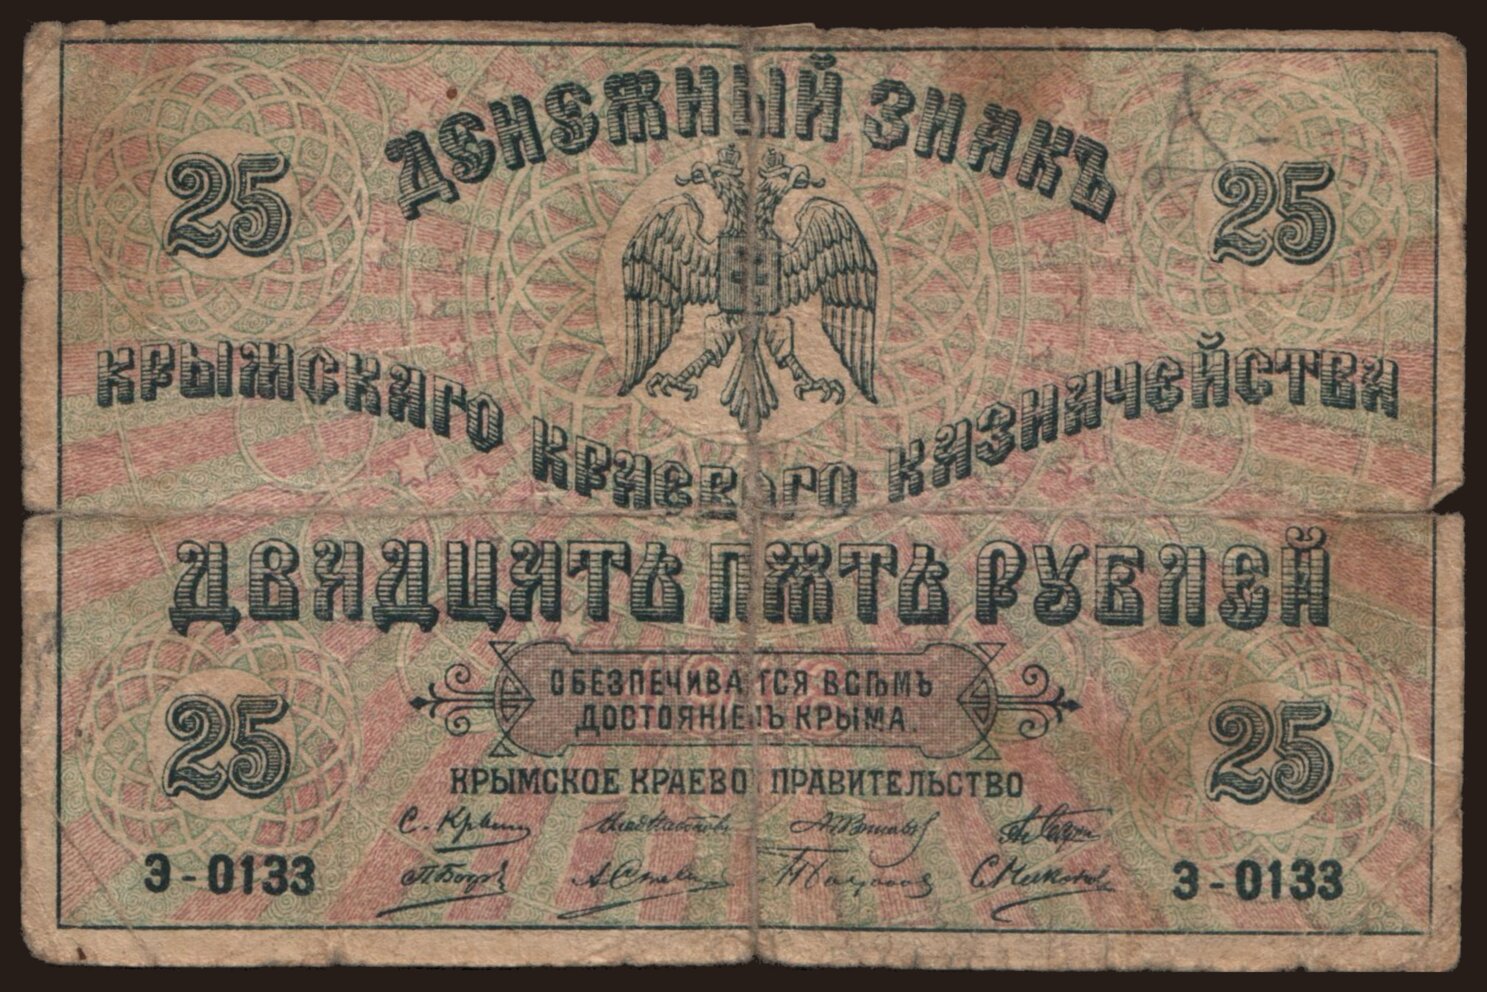 ДЕНЕЖНЫЙ ЗНАКЪ
25 25
КРЫМСКАГО КРАЕВОГО КАЗНАЧЕЙСТВА
ДВАДЦАТЬ ПЯТЬ РУБЛЕЙ
ОБЕЗПЕЧИВАЕТСЯ ВСѢМЪ
ДОСТОЯНІЕМЪ КРЫМА.
25 25
КРЫМСКОЕ КРАЕВОЕ ПРАВИТЕЛЬСТВО
С. Крым
Э-0133 Э-0133